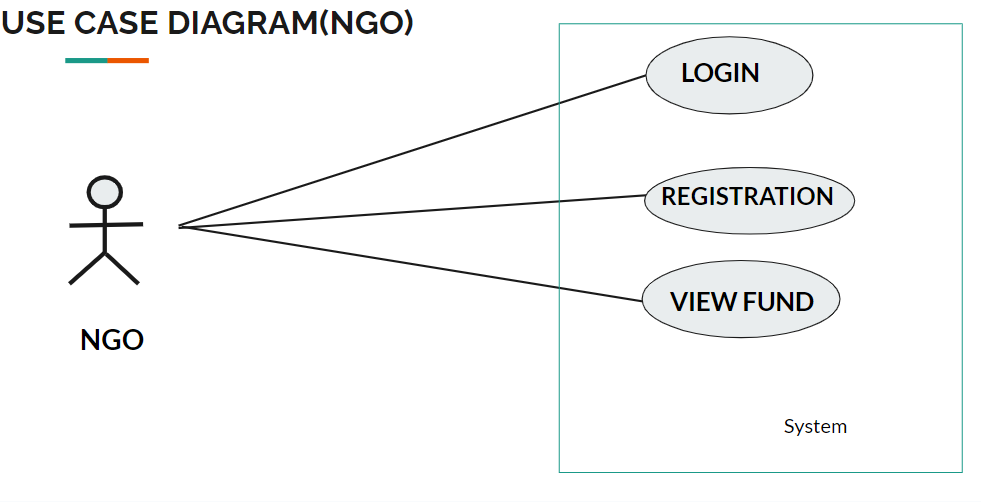 USE CASE DIAGRAM(NGO)
LOGIN
REGISTRATION
VIEW FUND
NGO
System